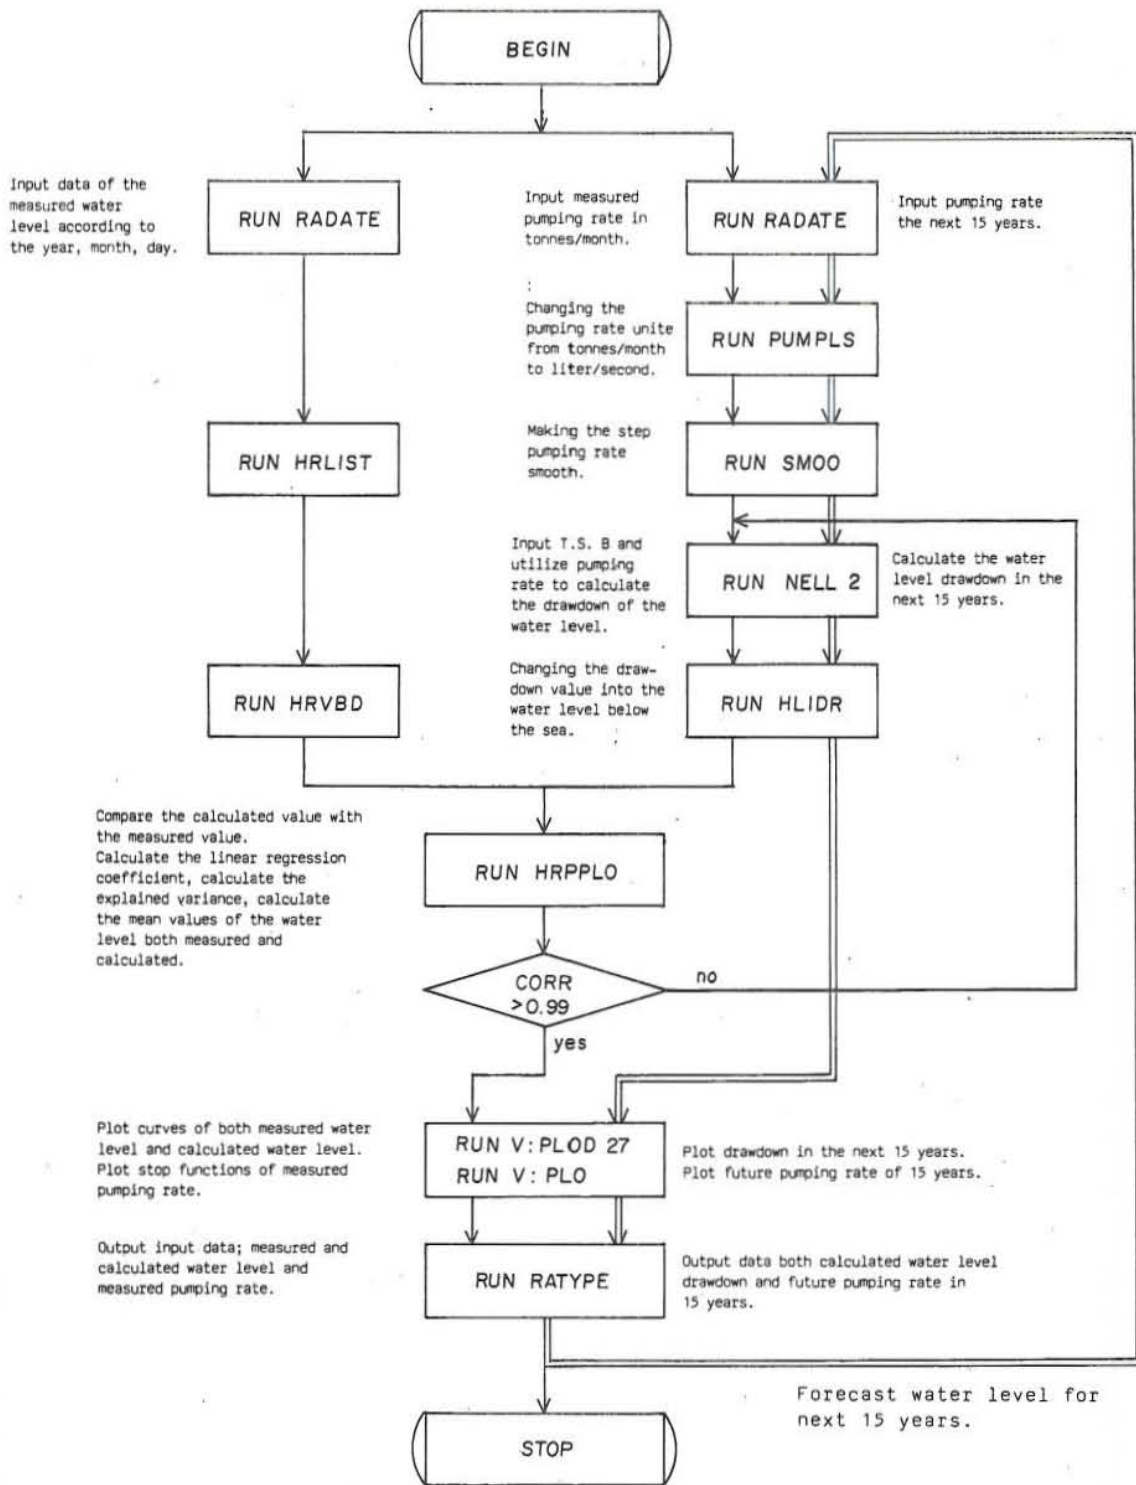 BEGIN
Input data of the
measured water
level according to
the year, month, day.
RUN RADATE
Input measured
pumping rate in
tonnes/month.
RUN RADATE
Input pumping rate
the next 15 years.
:
Changing the
pumping rate unite
from tonnes/month
to liter/second.
RUN PUMPLS
RUN HRLIST
Making the step
pumping rate
smooth.
RUN SMOO
Input T.S. B and
utilize pumping
rate to calculate
the drawdown of the
water level.
RUN NELL 2
Calculate the water
level drawdown in the
next 15 years.
RUN HRVBD
Changing the draw-
down value into the
water level below
the sea.
RUN HLIDR
Compare the calculated value with
the measured value.
Calculate the linear regression
coefficient, calculate the
explained variance, calculate
the mean values of the water
level both measured and
calculated.
RUN HRPPLO
CORR
>0.99
no
yes
Plot curves of both measured water
level and calculated water level.
Plot stop functions of measured
pumping rate.
RUN V:PLOD 27
RUN V: PLO
Plot drawdown in the next 15 years.
Plot future pumping rate of 15 years.
Output input data; measured and
calculated water level and
measured pumping rate.
RUN RATYPE
Output data both calculated water level
drawdown and future pumping rate in
15 years.
Forecast water level for
next 15 years.
STOP